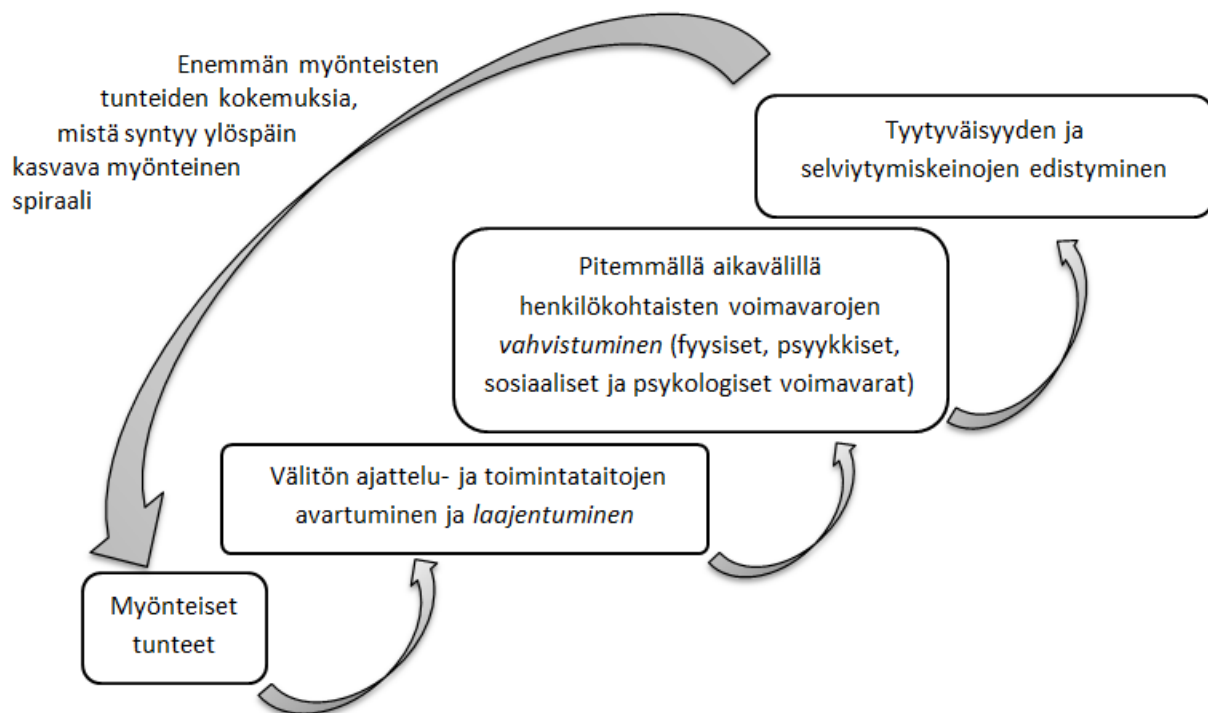 Enemmän myönteisten
tunteiden kokemuksia,
mistä syntyy ylöspäin
kasvava myönteinen
spiraali
Tyytyväisyyden ja
selviytymiskeinojen edistyminen
Pitemmällä aikavälillä
henkilökohtaisten voimavarojen
vahvistuminen (fyysiset, psyykkiset,
sosiaaliset ja psykologiset voimavarat)
Välitön ajattelu- ja toimintataitojen
avartuminen ja laajentuminen
Myönteiset
tunteet